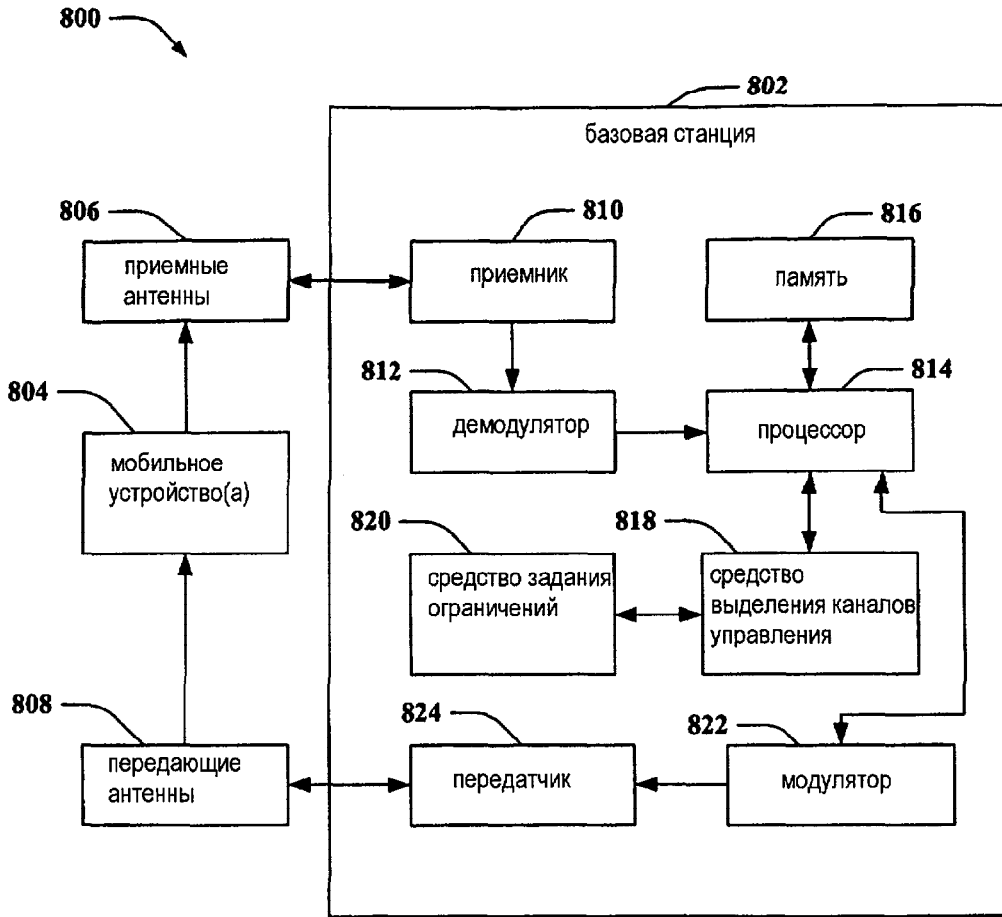 800
802
базовая станция
806
приемные
антенны
810
приемник
816
память
804
мобильное
устройство(а)
812
демодулятор
814
процессор
820
средство задания
ограничений
818
средство
выделения каналов
управления
808
передающие
антенны
824
передатчик
822
модулятор